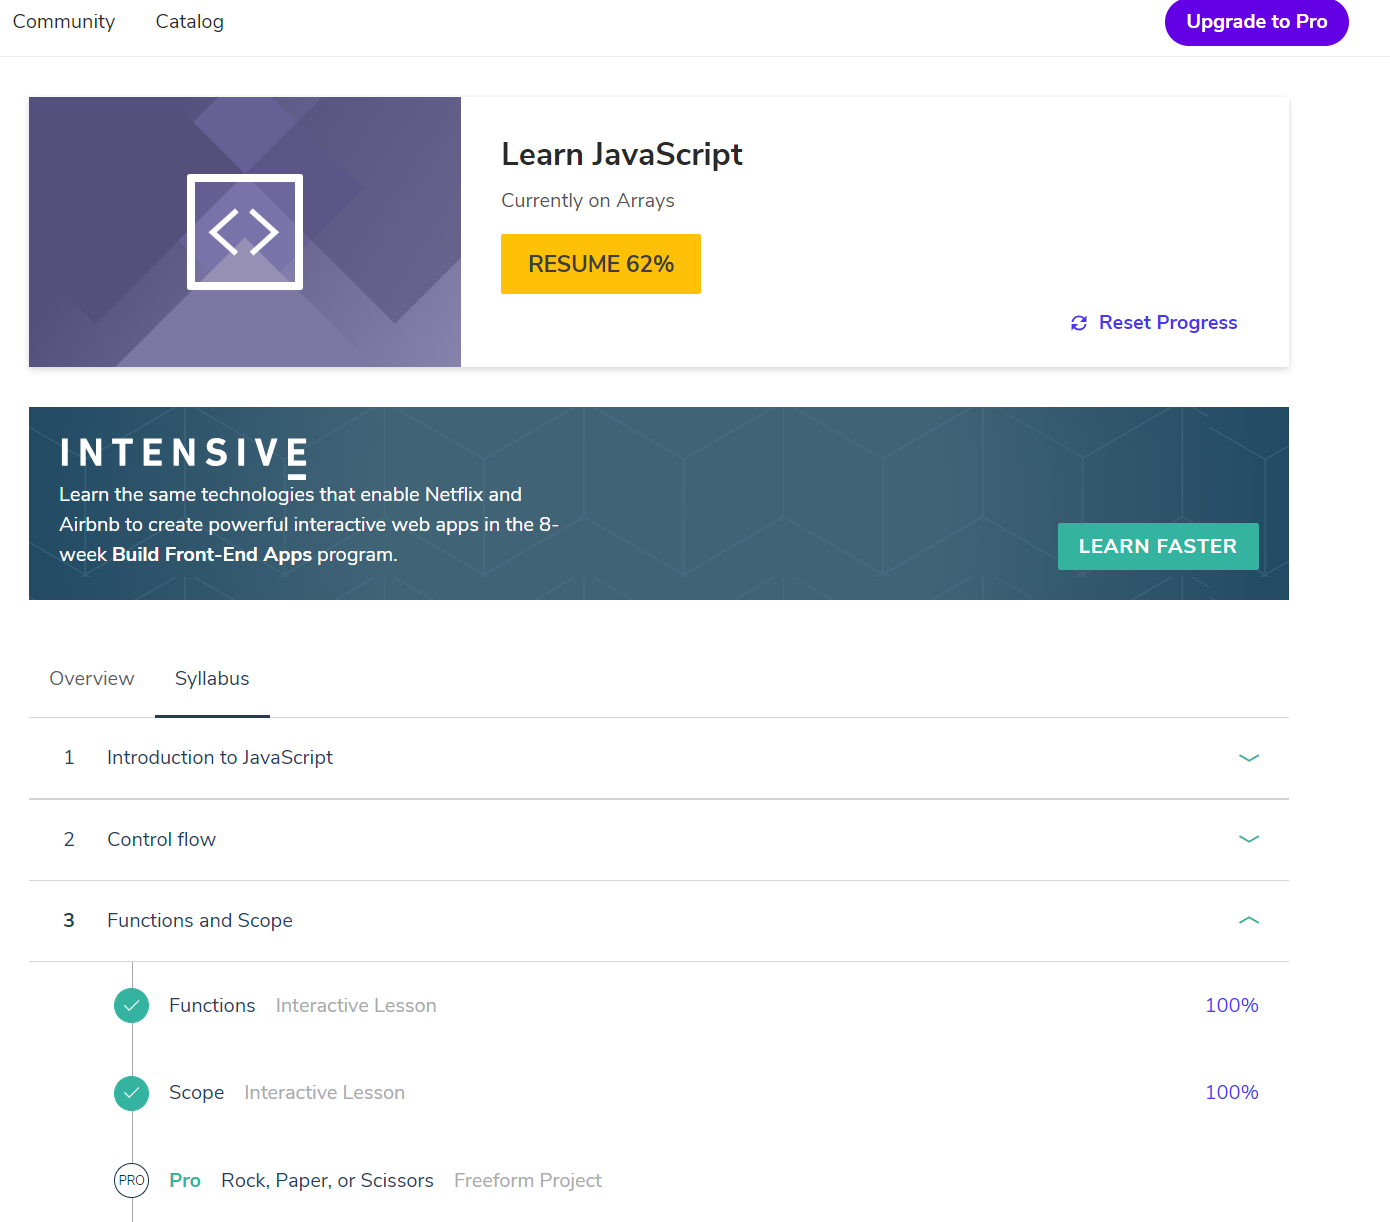 Community Catalog Upgrade to Pro
Learn JavaScript
Currently on Arrays
RESUME 62%
Reset Progress
INTENSIVE
Learn the same technologies that enable Netflix and
Airbnb to create powerful interactive web apps in the 8-
week Build Front-End Apps program.
LEARN FASTER
Overview Syllabus
1 Introduction to JavaScript
2 Control flow
3 Functions and Scope
Functions Interactive Lesson 100%
Scope Interactive Lesson 100%
PRO Pro Rock, Paper, or Scissors Freeform Project